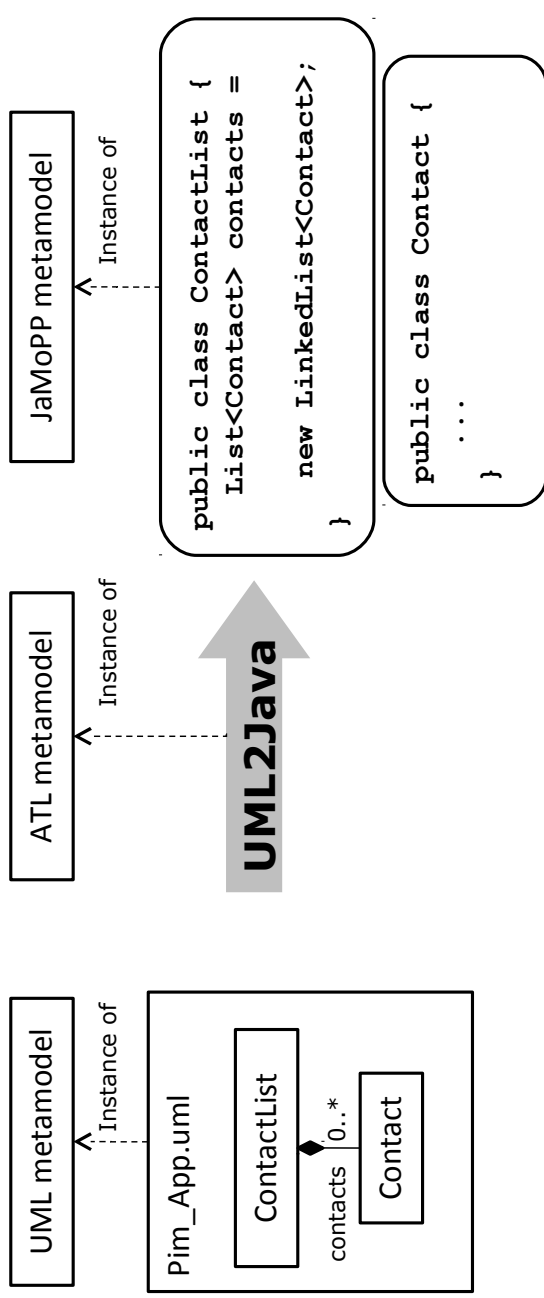 UML metamodel
Instance of
Pim_App.uml
ContactList
contacts 0..*
Contact
ATL metamodel
Instance of
UML2Java
JaMoPP metamodel
Instance of
public class ContactList {
List<Contact> contacts =
new LinkedList<Contact>;
}
public class Contact {
...
}